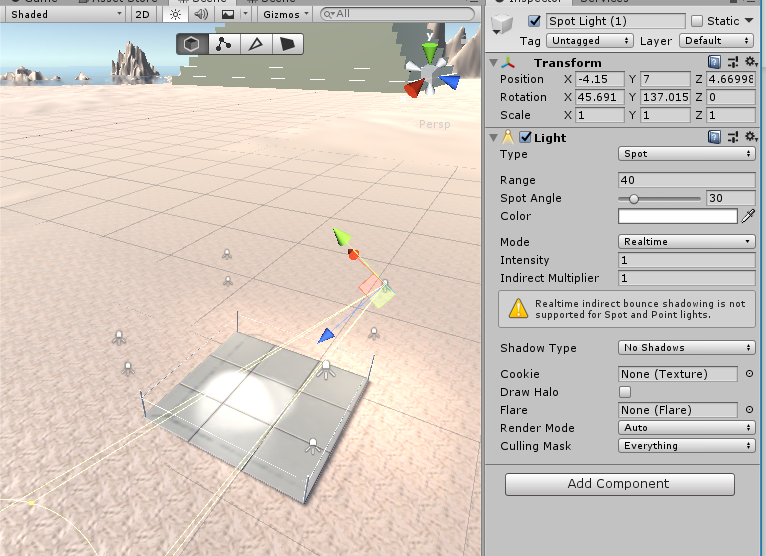 Game Asset Store Scene Scene
Shaded 2D Gizmos All
y
Persp
Inspector Services
Spot Light (1) Static
Tag Untagged Layer Default
Transform
Position X -4.15 Y 7 Z 4.66998
Rotation X 45.691 Y 137.015 Z 0
Scale X 1 Y 1 Z 1
Light
Type Spot
Range 40
Spot Angle 30
Color
Mode Realtime
Intensity 1
Indirect Multiplier 1
Realtime indirect bounce shadowing is not
supported for Spot and Point lights.
Shadow Type No Shadows
Cookie None (Texture)
Draw Halo
Flare None (Flare)
Render Mode Auto
Culling Mask Everything
Add Component